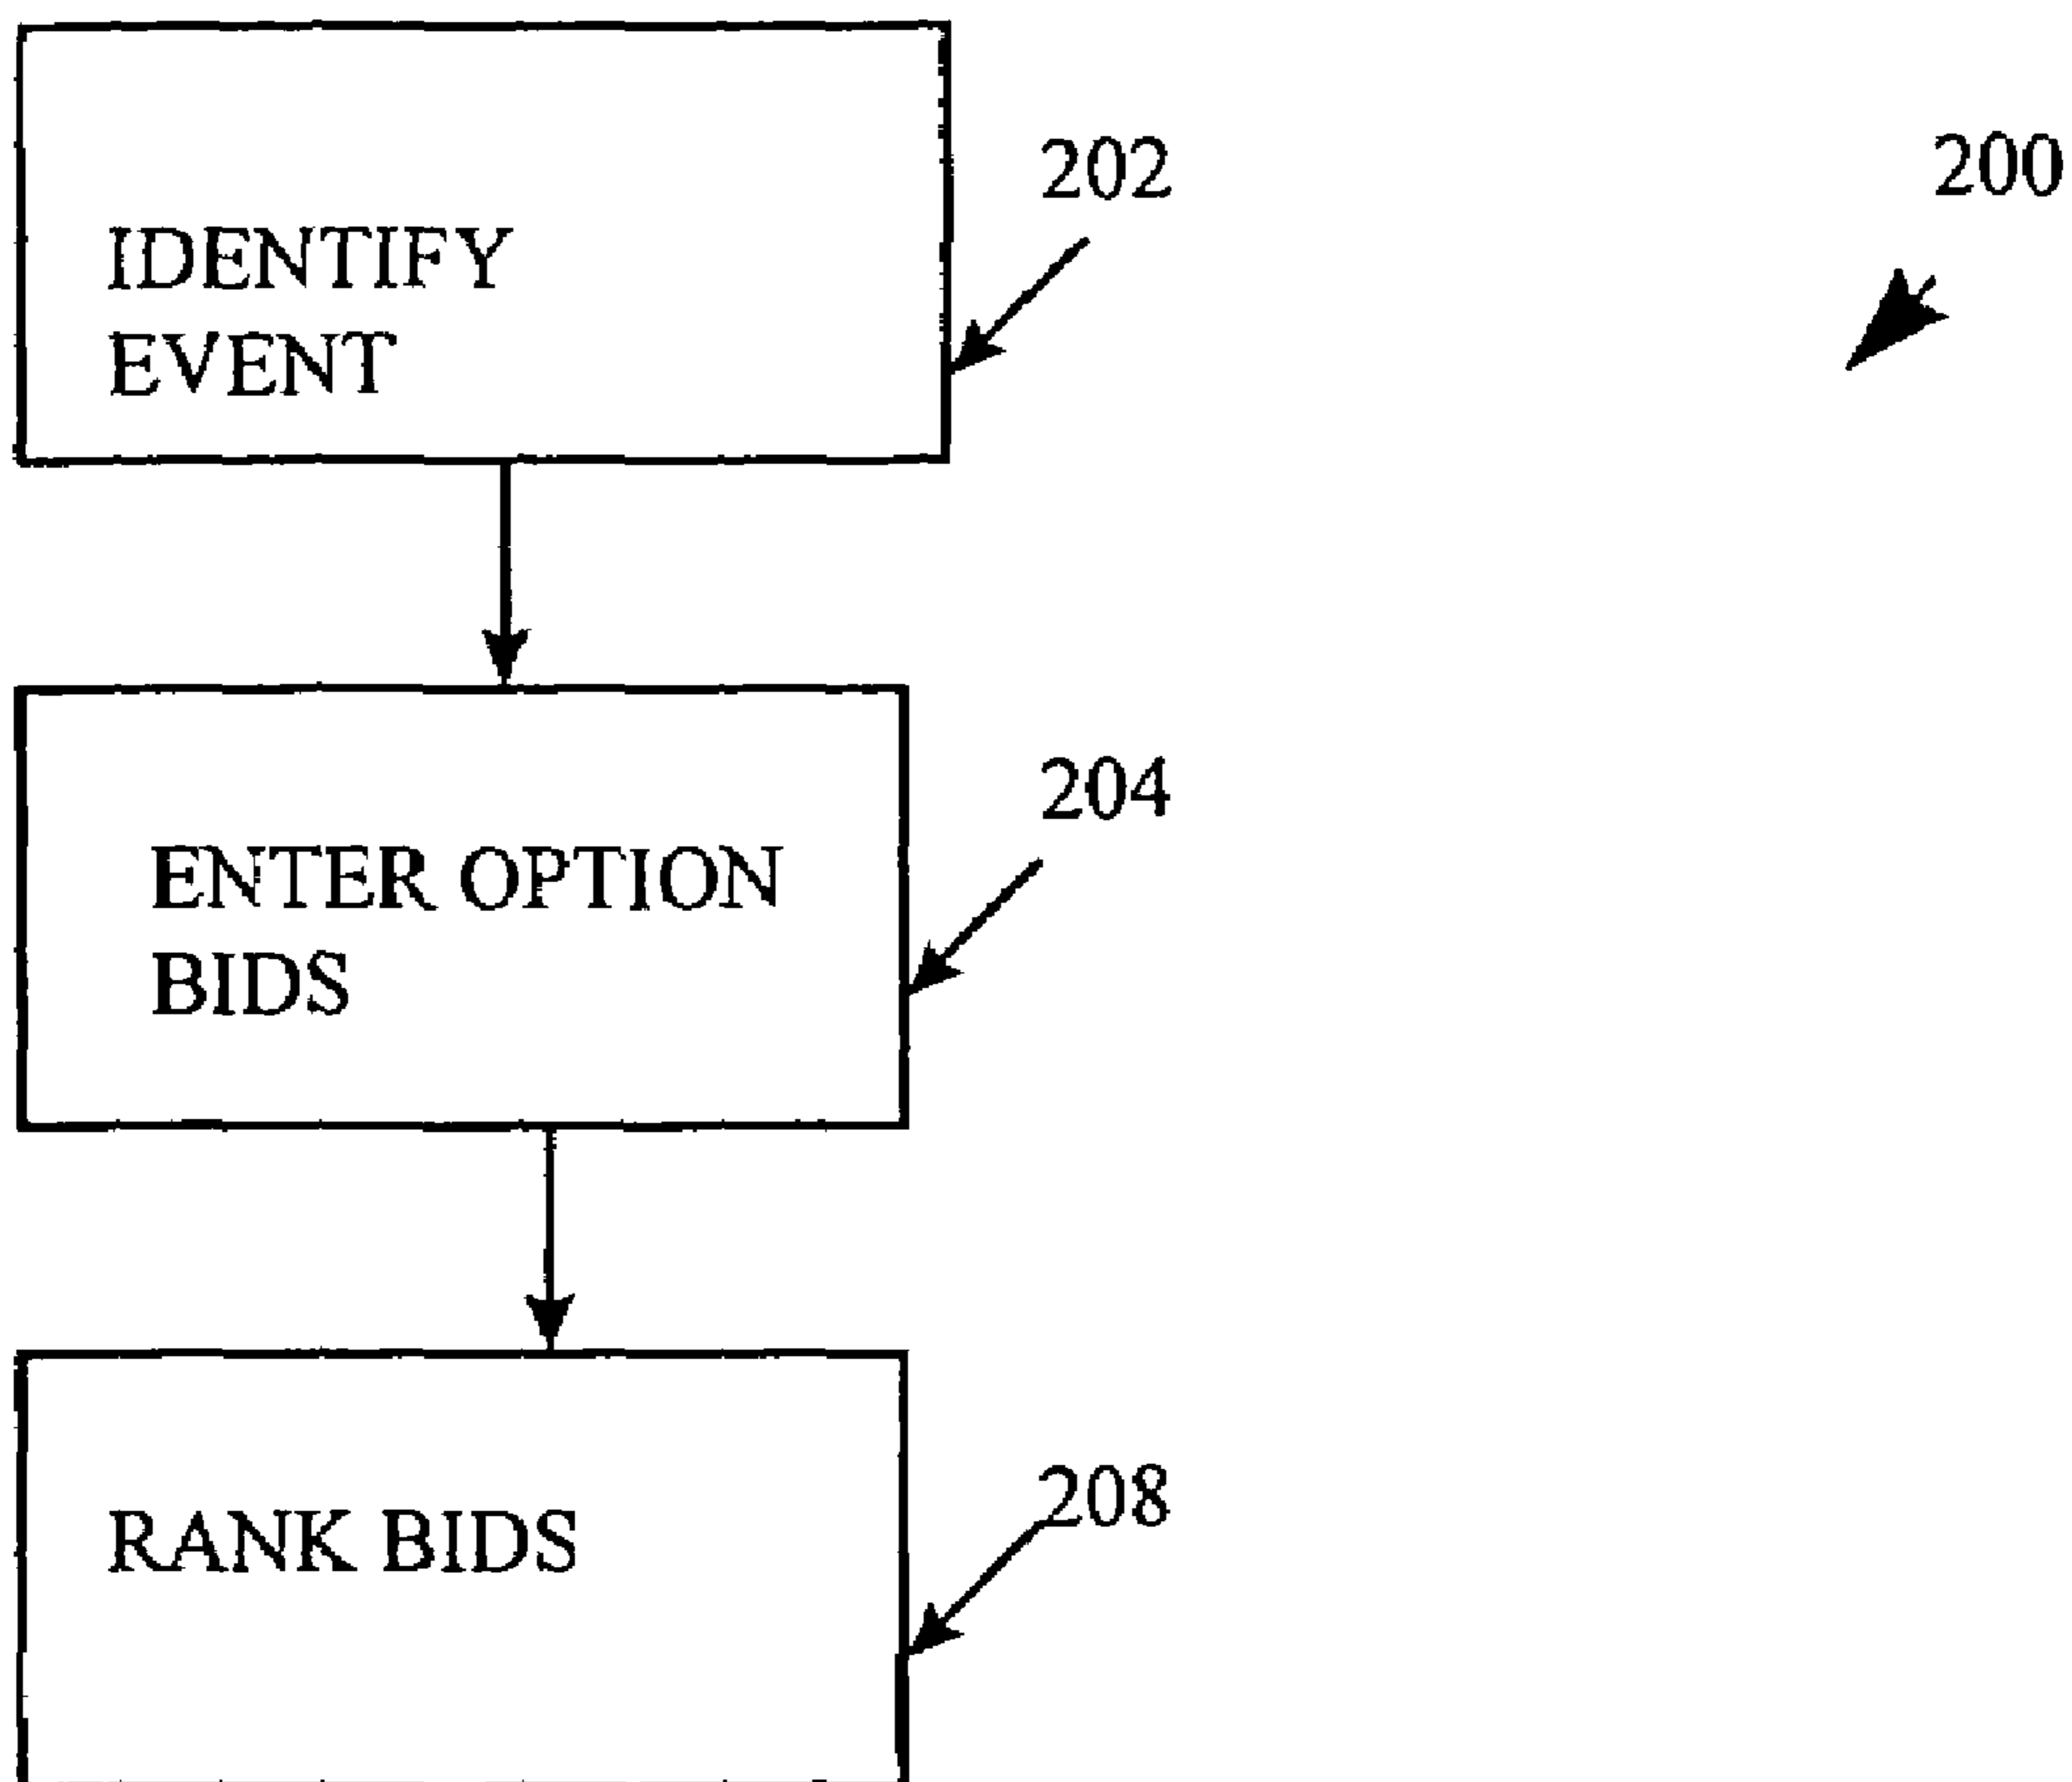 202
200
IDENTIFY
EVENT
204
ENTER OPTION
BIDS
208
RANK BIDS